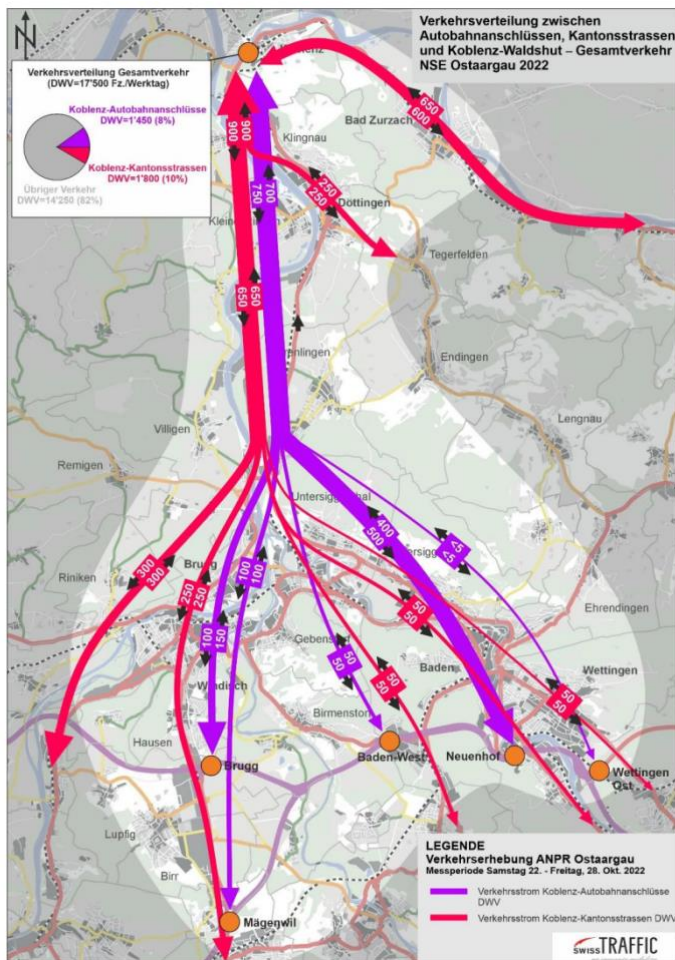 Verkehrsverteilung zwischen
Autobahnanschlüssen, Kantonsstrassen
und Koblenz-Waldshut – Gesamtverkehr
NSE Ostaargau 2022
N
Verkehrsverteilung Gesamtverkehr
(DWV=17'500 Fz./Werktag)
Koblenz-Autobahnanschlüsse
DWV=1'450 (8%)
Koblenz-Kantonsstrassen
DWV=1'800 (10%)
Übriger Verkehr
DWV=14'250 (82%)
650
600
Bad Zurzach
900
900
Klingnau
750
700
250
250
Döttingen
Tegerfelden
650
650
Endingen
Lengnau
Villigen
Remigen
400
500
<5
<5
Riniken
300
300
Brugg
250
250
100
100
100
150
Gebenstorf
50
50
50
50
50
50
50
50
Ehrendingen
Baden
Wettingen
Windisch
Birmenstorf
Hausen
Brugg
Baden-West
Neuenhof
Wettingen
Ost
Lupfig
Birr
Mägenwil
LEGENDE
Verkehrserhebung ANPR Ostaargau
Messperiode Samstag 22. - Freitag, 28. Okt. 2022
Verkehrsstrom Koblenz-Autobahnanschlüsse
DWV
Verkehrsstrom Koblenz-Kantonsstrassen DWV
swissTRAFFIC